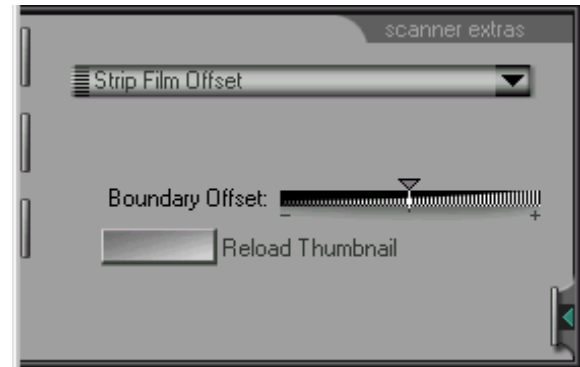 scanner extras
Strip Film Offset
Boundary Offset:
- +
Reload Thumbnail